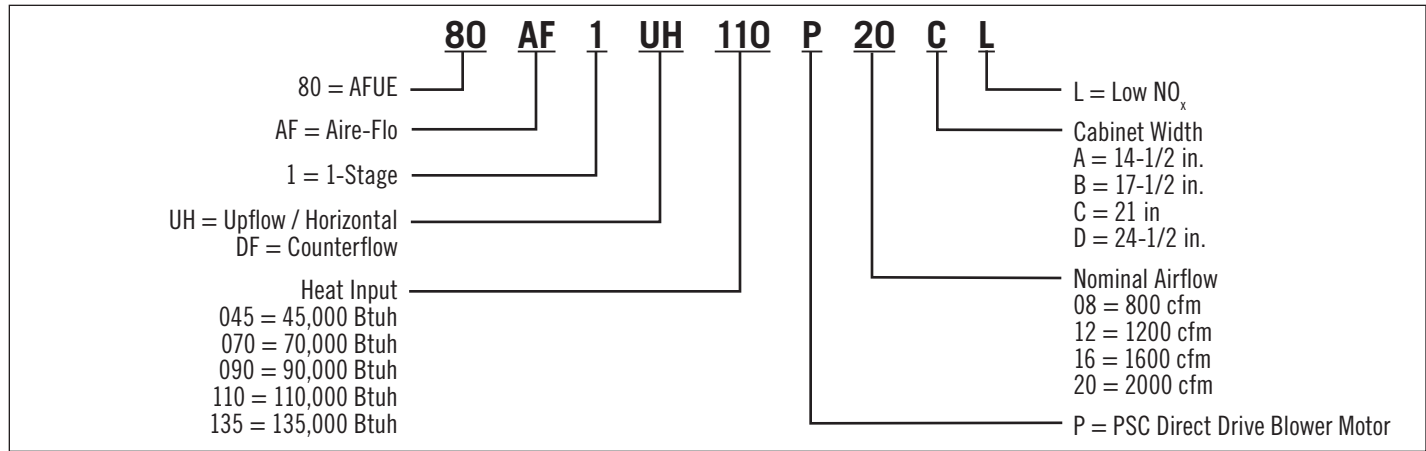 80 AF 1 UH 110 P 20 C L
80 = AFUE
AF = Aire-Flo
1 = 1-Stage
UH = Upflow / Horizontal
DF = Counterflow
Heat Input
045 = 45,000 Btuh
070 = 70,000 Btuh
090 = 90,000 Btuh
110 = 110,000 Btuh
135 = 135,000 Btuh
L = Low NOx
Cabinet Width
A = 14-1/2 in.
B = 17-1/2 in.
C = 21 in
D = 24-1/2 in.
Nominal Airflow
08 = 800 cfm
12 = 1200 cfm
16 = 1600 cfm
20 = 2000 cfm
P = PSC Direct Drive Blower Motor